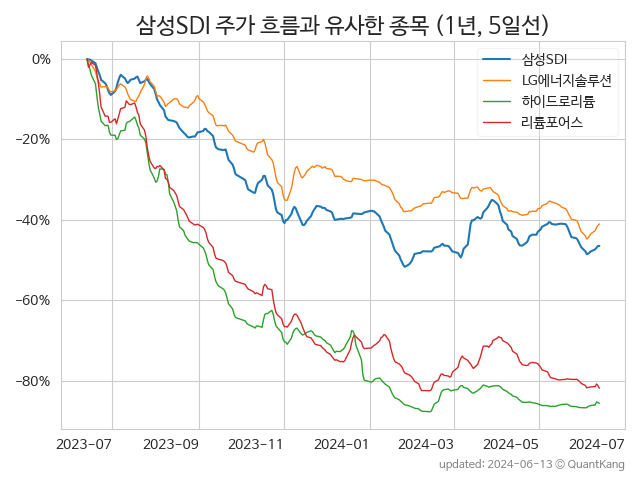 삼성SDI 주가 흐름과 유사한 종목 (1년, 5일선)
삼성SDI
LG에너지솔루션
하이드로리튬
리튬포어스
0%
−20%
−40%
−60%
−80%
2023-07 2023-09 2023-11 2024-01 2024-03 2024-05 2024-07
updated: 2024-06-13 © QuantKang